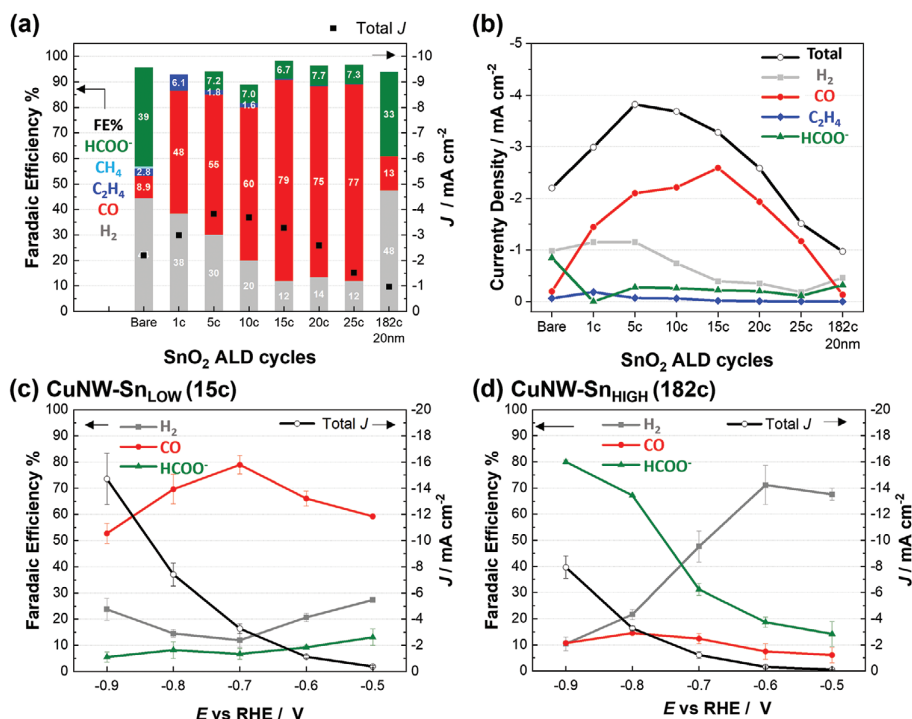 (a)
■ Total J
Faradaic Efficiency %
100
90
80
70
60
50
40
30
20
10
0
FE%
HCOO⁻
CH₄
C₂H₄
CO
H₂
39
2.8
8.9
6.1
48
38
7.2
1.8
55
30
7.0
1.6
60
20
6.7
79
12
7.7
75
14
7.3
77
12
33
13
48
-10
-9
-8
-7
-6
-5
-4
-3
-2
-1
0
J / mA cm⁻²
Bare 1c 5c 10c 15c 20c 25c 182c
20nm
SnO₂ ALD cycles
(b)
Currenty Density / mA cm⁻²
-5
-4
-3
-2
-1
0
Total
H₂
CO
C₂H₄
HCOO⁻
Bare 1c 5c 10c 15c 20c 25c 182c
20nm
SnO₂ ALD cycles
(c) CuNW-Sn_LOW (15c)
Faradaic Efficiency %
100
90
80
70
60
50
40
30
20
10
0
H₂
CO
HCOO⁻
Total J
-20
-18
-16
-14
-12
-10
-8
-6
-4
-2
0
J / mA cm⁻²
-0.9 -0.8 -0.7 -0.6 -0.5
E vs RHE / V
(d) CuNW-Sn_HIGH (182c)
Faradaic Efficiency %
100
90
80
70
60
50
40
30
20
10
0
H₂
CO
HCOO⁻
Total J
-20
-18
-16
-14
-12
-10
-8
-6
-4
-2
0
J / mA cm⁻²
-0.9 -0.8 -0.7 -0.6 -0.5
E vs RHE / V